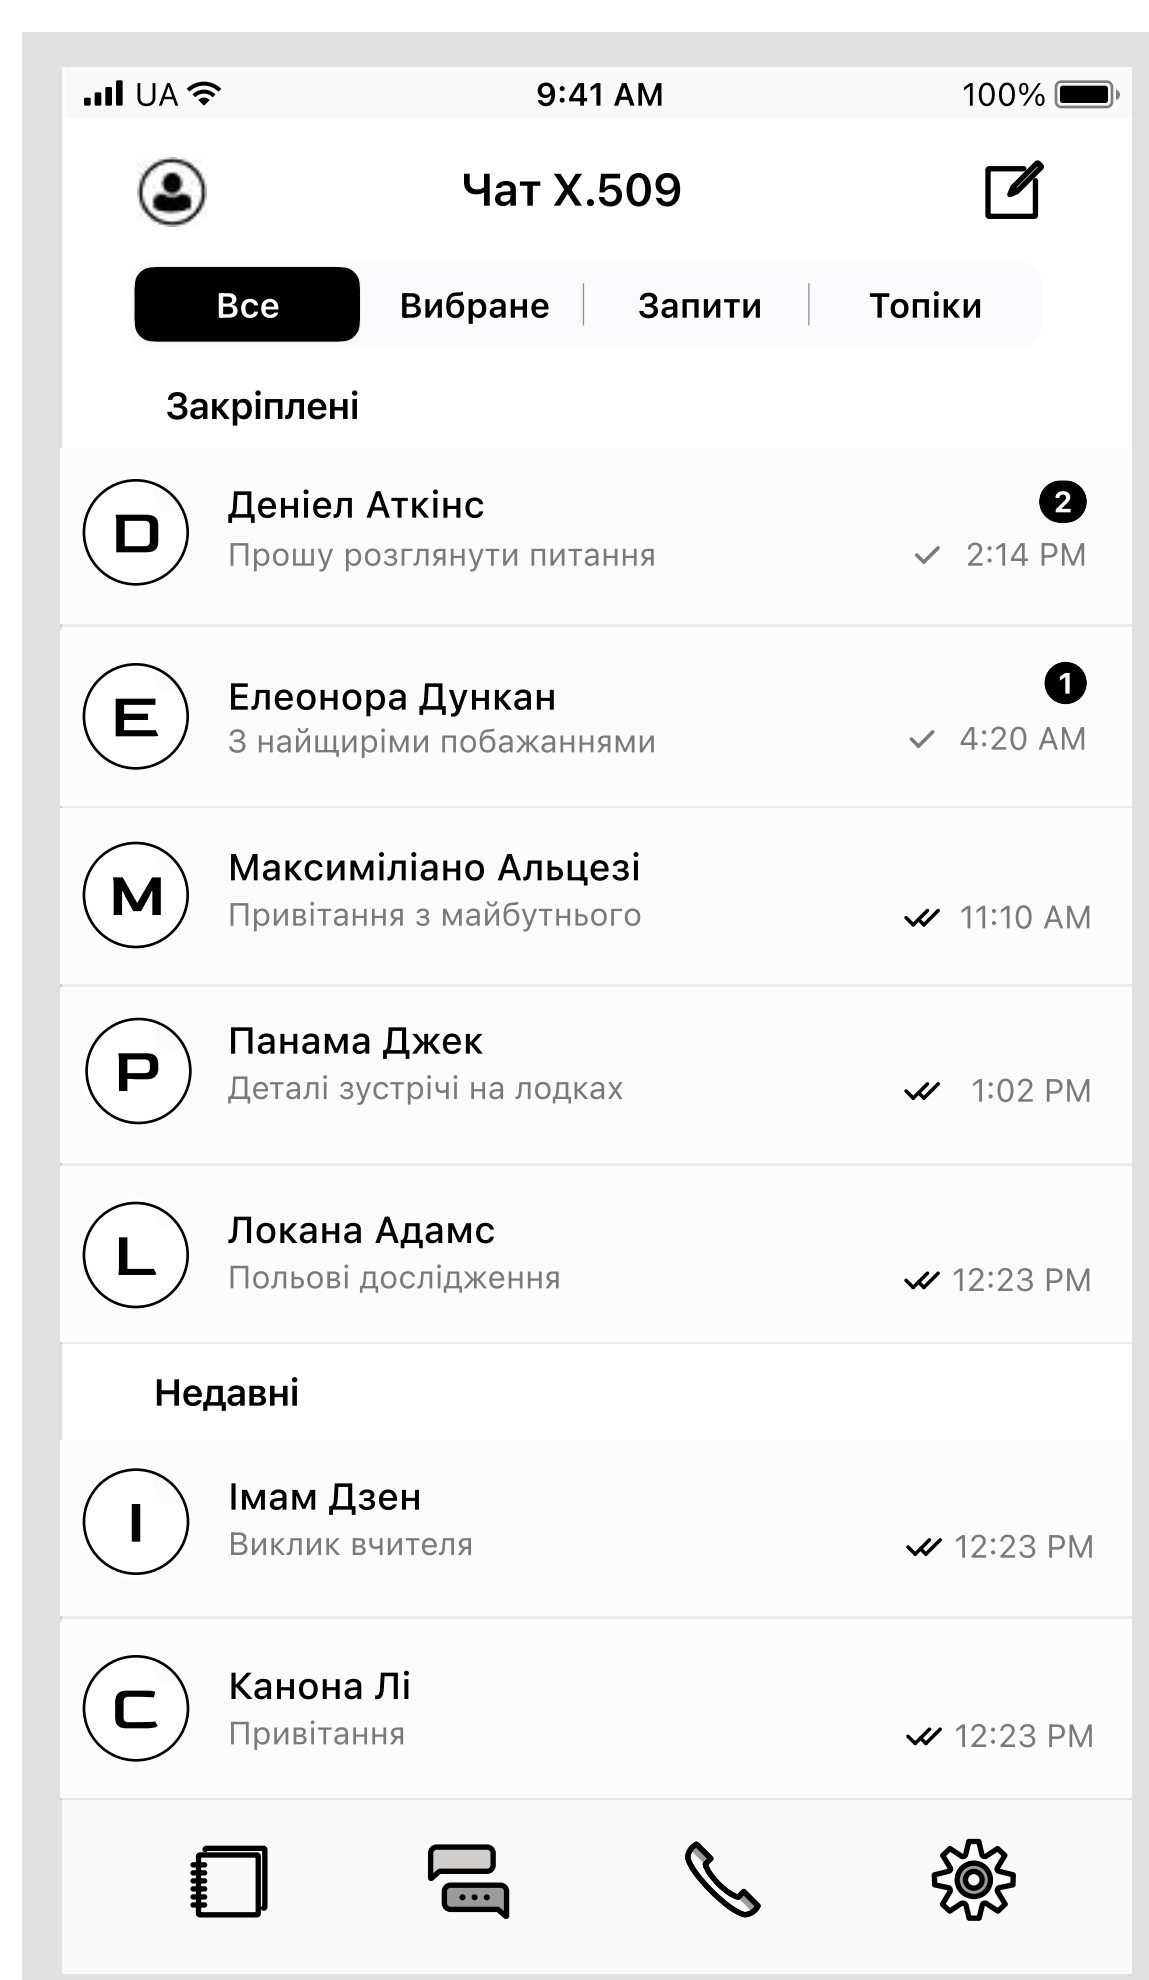 UA 9:41 AM 100%
Чат X.509
Все Вибране Запити Топіки
Закріплені
D Деніел Аткінс 2
Прошу розглянути питання 2:14 PM
E Елеонора Дункан 1
З найщиріми побажаннями 4:20 AM
M Максиміліано Альцезі
Привітання з майбутнього 11:10 AM
P Панама Джек
Деталі зустрічі на лодках 1:02 PM
L Локана Адамс
Польові дослідження 12:23 PM
Недавні
I Імам Дзен
Виклик вчителя 12:23 PM
C Канона Лі
Привітання 12:23 PM